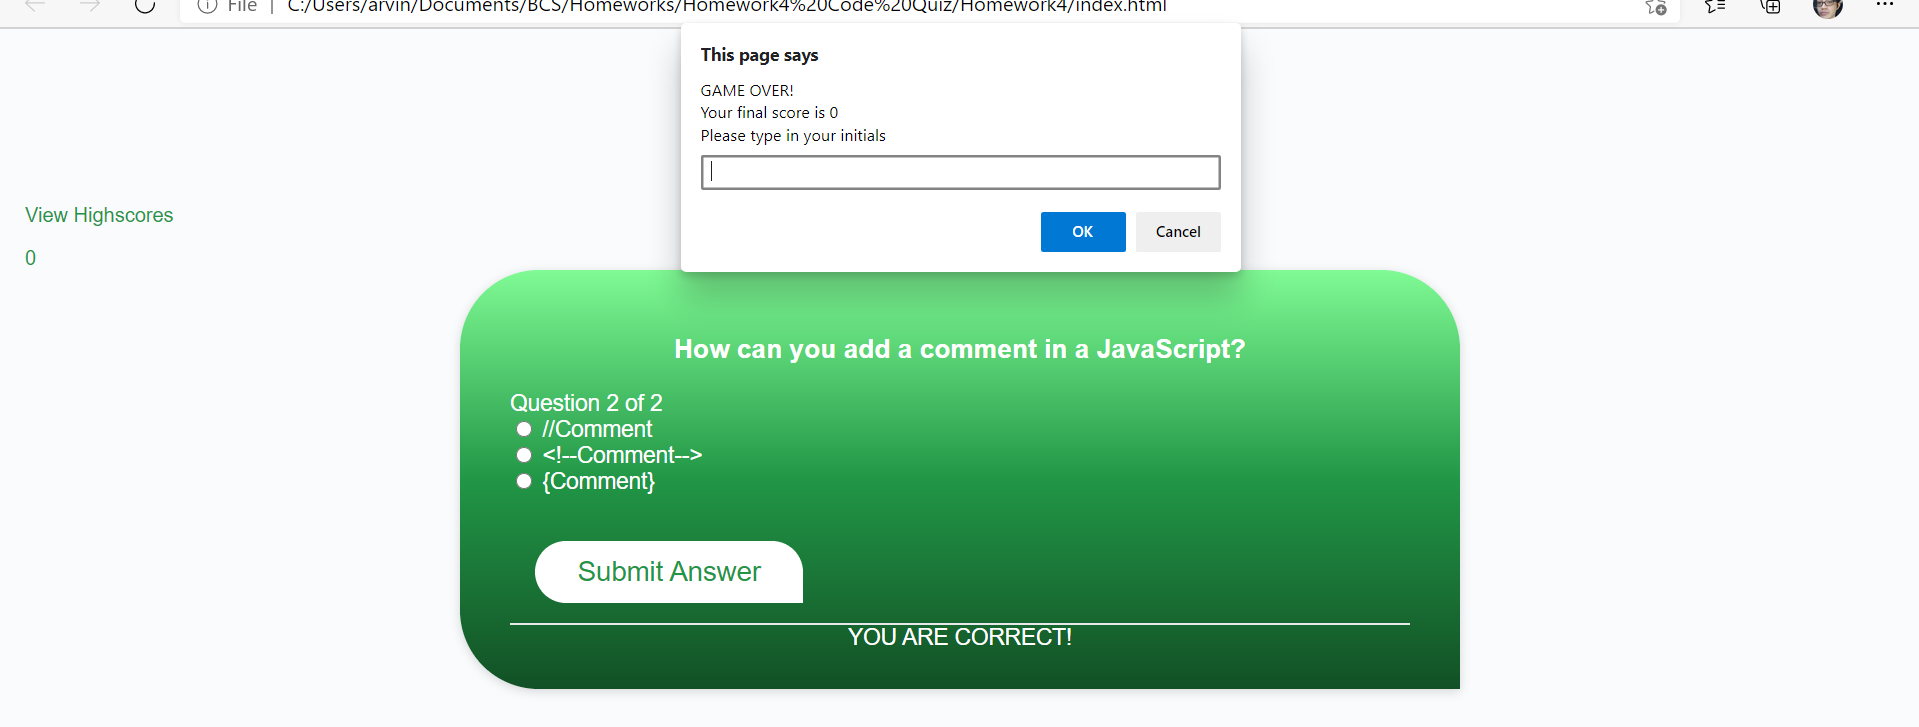 File | C:/Users/arvin/Documents/BCS/Homeworks/Homework4%20Code%20Quiz/Homework4/index.html
This page says
GAME OVER!
Your final score is 0
Please type in your initials
OK
Cancel
View Highscores
0
How can you add a comment in a JavaScript?
Question 2 of 2
//Comment
<!--Comment-->
{Comment}
Submit Answer
YOU ARE CORRECT!